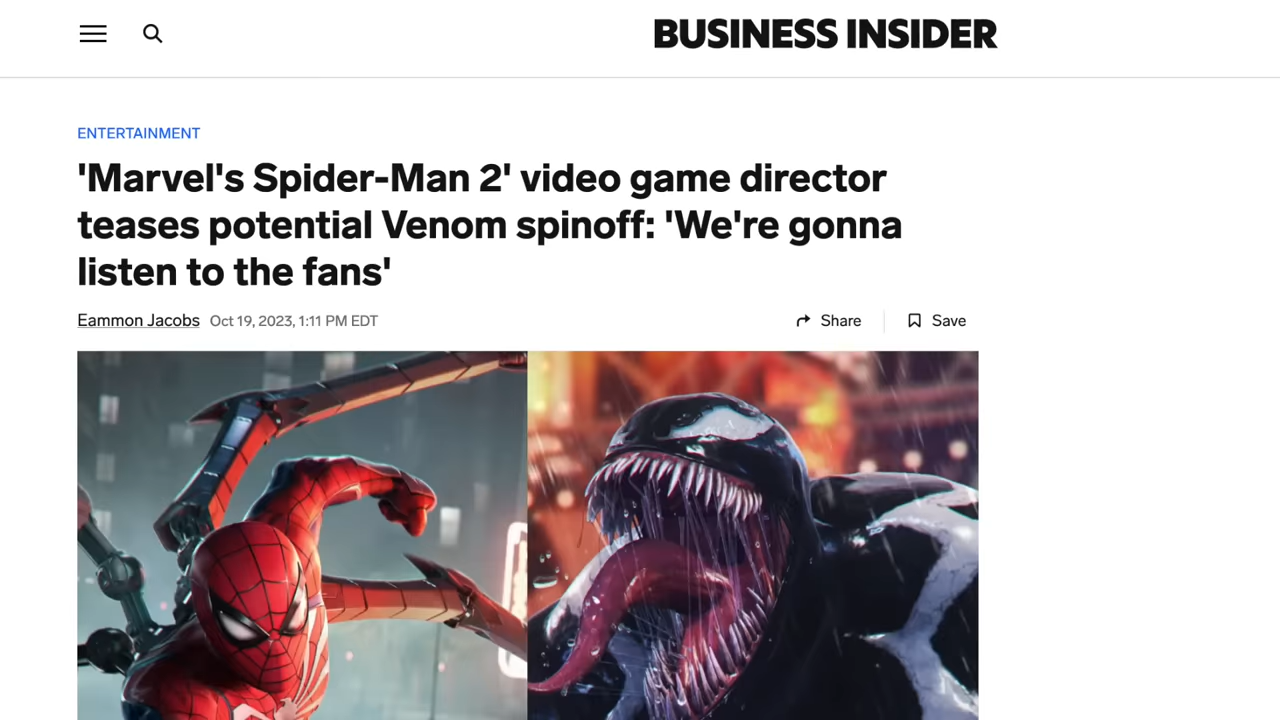 BUSINESS INSIDER
ENTERTAINMENT
'Marvel's Spider-Man 2' video game director
teases potential Venom spinoff: 'We're gonna
listen to the fans'
Eammon Jacobs Oct 19, 2023, 1:11 PM EDT
Share Save